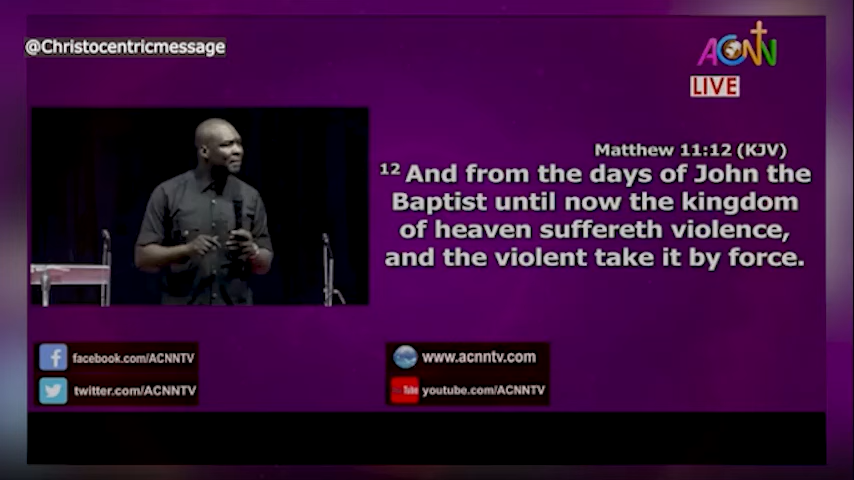 @Christocentricmessage
ACNN
LIVE
Matthew 11:12 (KJV)
12 And from the days of John the
Baptist until now the kingdom
of heaven suffereth violence,
and the violent take it by force.
facebook.com/ACNNTV
www.acnntv.com
twitter.com/ACNNTV
YouTube youtube.com/ACNNTV